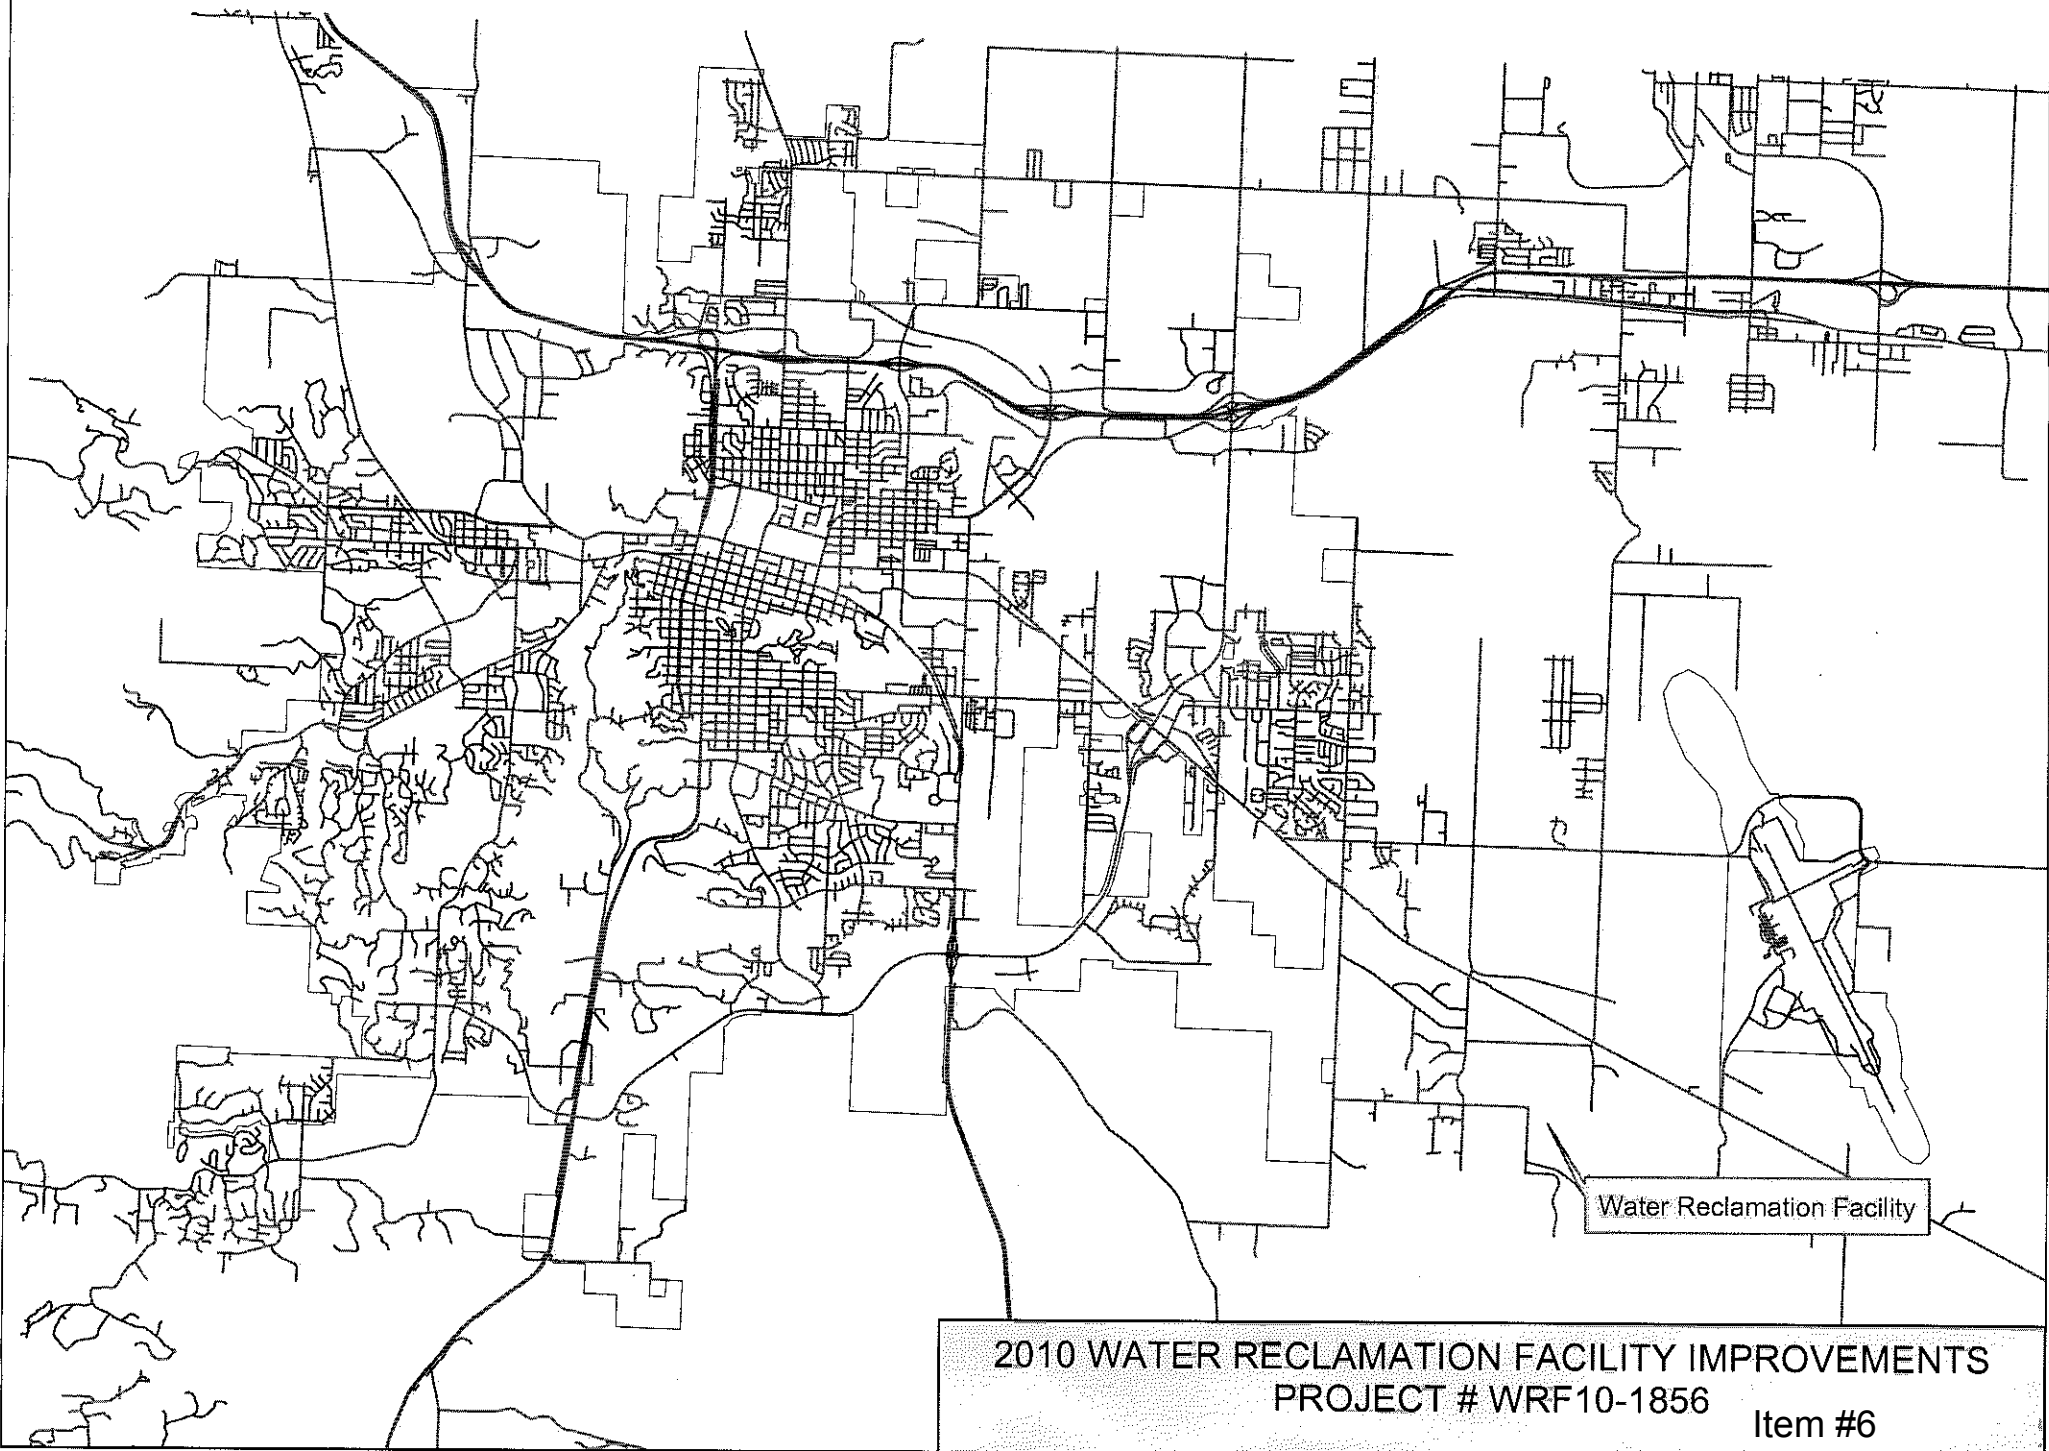 Water Reclamation Facility
2010 WATER RECLAMATION FACILITY IMPROVEMENTS
PROJECT # WRF10-1856
Item #6